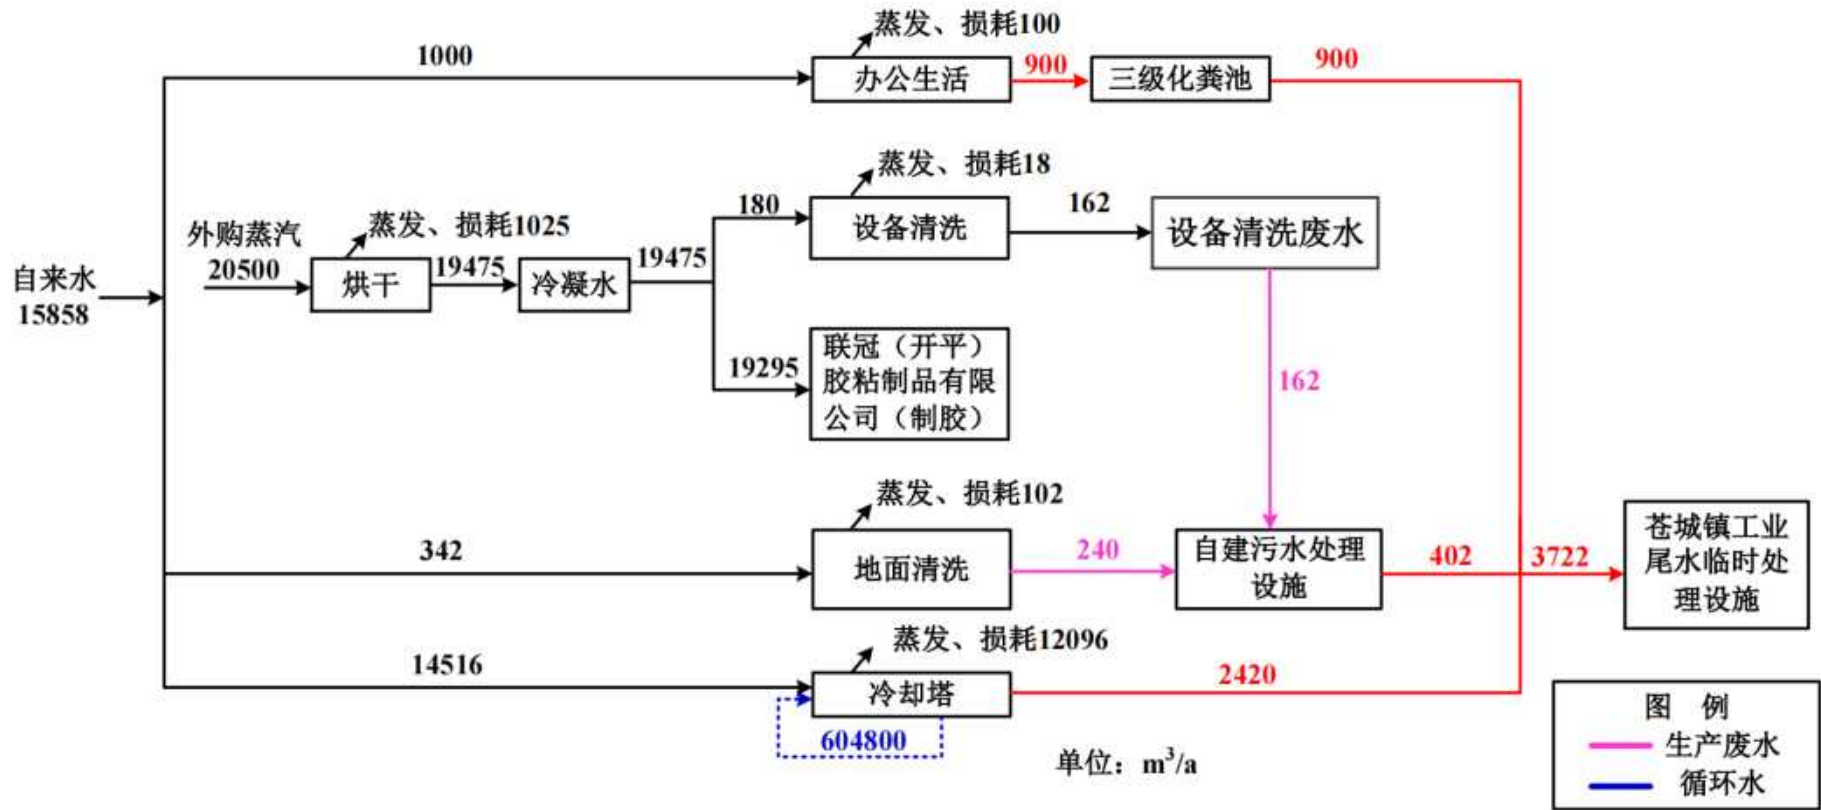 蒸发、损耗100
1000
办公生活
900
三级化粪池
900
蒸发、损耗18
180
设备清洗
162
设备清洗废水
外购蒸汽
20500
蒸发、损耗1025
烘干
19475
冷凝水
19475
自来水
15858
19295
联冠（开平）
胶粘制品有限
公司（制胶）
162
蒸发、损耗102
342
地面清洗
240
自建污水处理
设施
402
3722
苍城镇工业
尾水临时处
理设施
蒸发、损耗12096
14516
冷却塔
2420
604800
单位：m³/a
图 例
生产废水
循环水